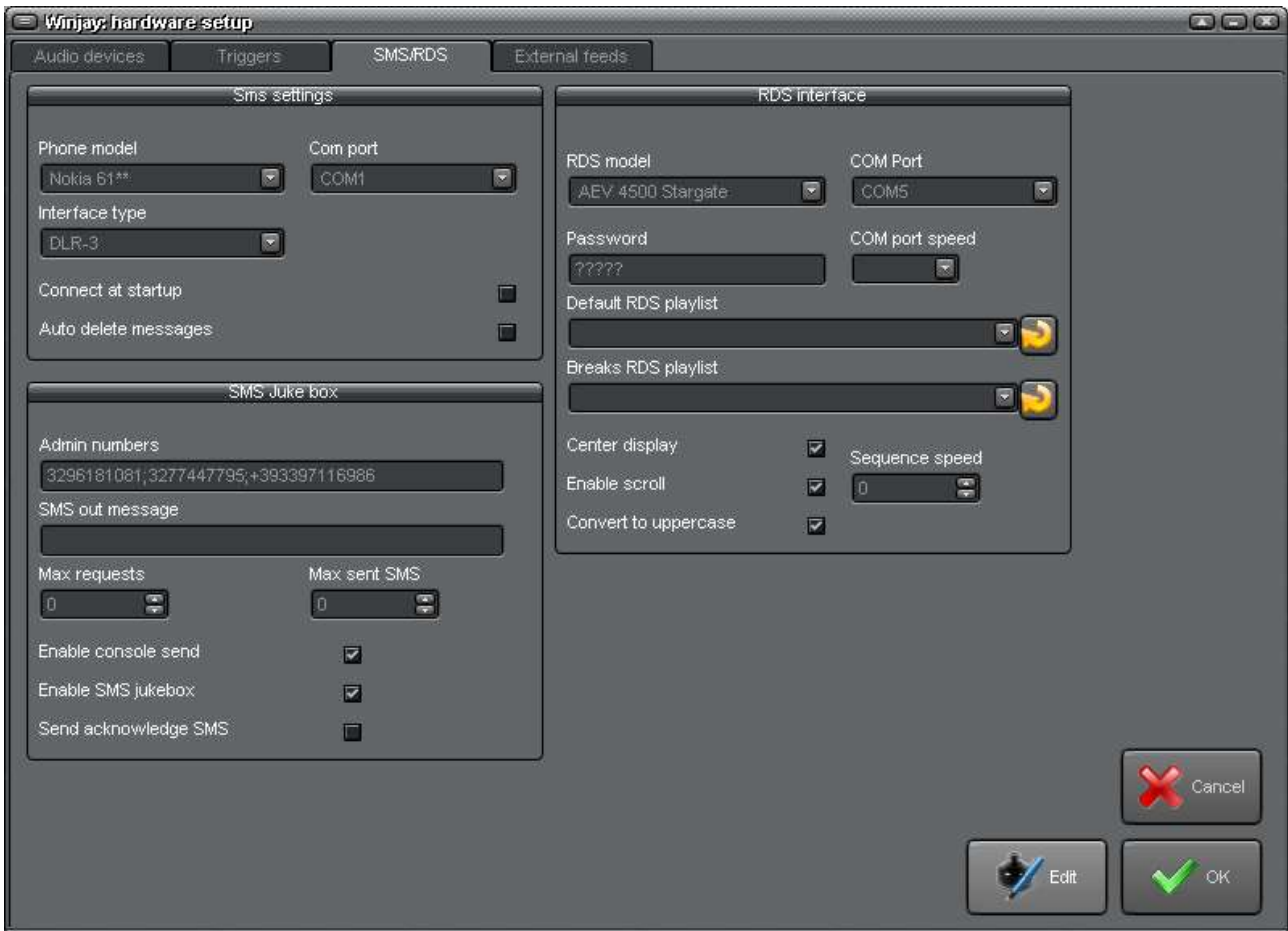 Winjay: hardware setup
Audio devices
Triggers
SMS/RDS
External feeds
Sms settings
Phone model
Com port
Nokia 61**
COM1
Interface type
DLR-3
Connect at startup
Auto delete messages
SMS Juke box
Admin numbers
3296181081;3277447795;+393397116986
SMS out message
Max requests
Max sent SMS
0
0
Enable console send
Enable SMS jukebox
Send acknowledge SMS
RDS interface
RDS model
COM Port
AEV 4500 Stargate
COM5
Password
COM port speed
?????
Default RDS playlist
Breaks RDS playlist
Center display
Sequence speed
Enable scroll
0
Convert to uppercase
Cancel
Edit
OK